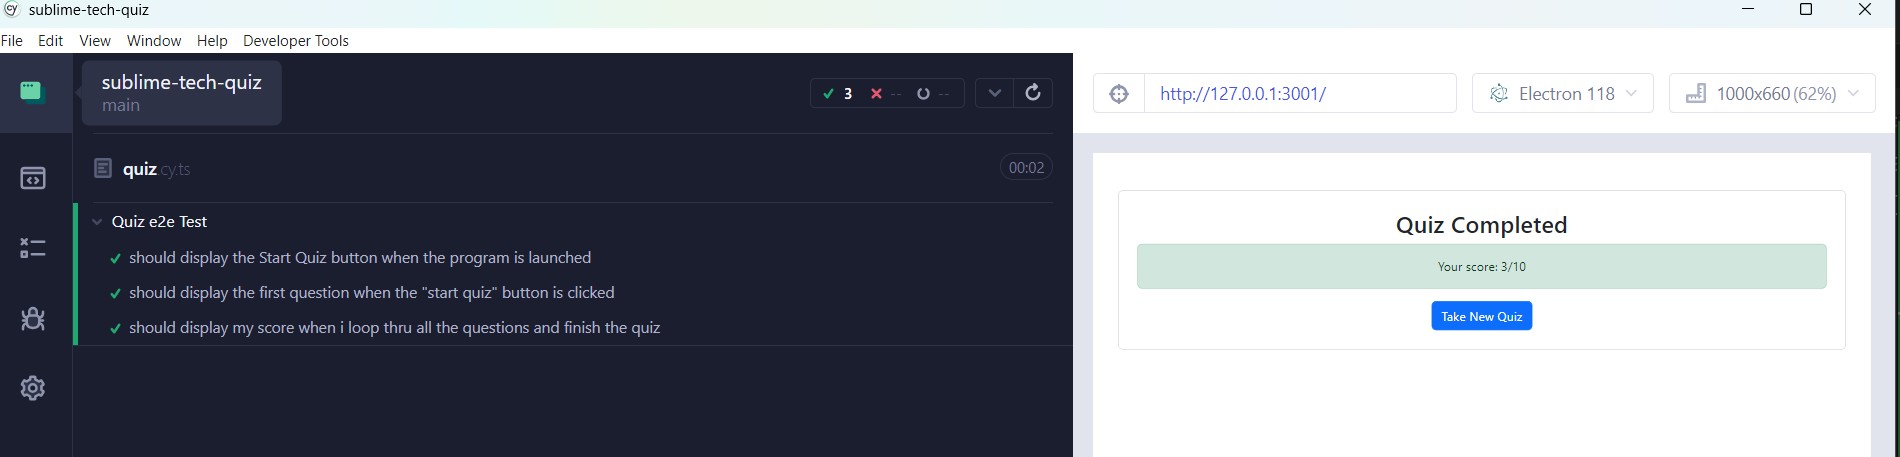 cy sublime-tech-quiz
File Edit View Window Help Developer Tools
sublime-tech-quiz
main
3 -- --
quiz.cy.ts 00:02
Quiz e2e Test
should display the Start Quiz button when the program is launched
should display the first question when the "start quiz" button is clicked
should display my score when i loop thru all the questions and finish the quiz
http://127.0.0.1:3001/ Electron 118 1000x660 (62%)
Quiz Completed
Your score: 3/10
Take New Quiz